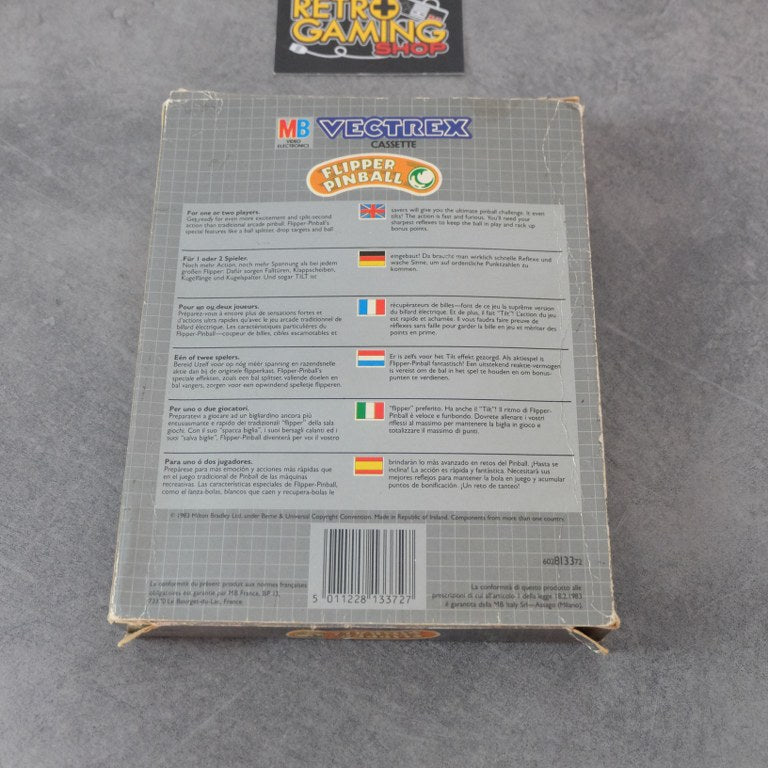 RETRO
GAMING
SHOP
MB
VIDEO
ELECTRONICS
VECTREX
CASSETTE
FLIPPER
PINBALL
For one or two players.
Get ready for even more excitement and split-second
action than traditional arcade pinball. Flipper-Pinball's
special features like a ball splitter, drop targets and ball
savers will give you the ultimate pinball challenge. It even
tilts! The action is fast and furious. You'll need your
sharpest reflexes to keep the ball in play and rack up
bonus points.
Für 1 oder 2 Spieler.
Noch mehr Action, noch mehr Spannung als bei jedem
großen Flipper. Dafür sorgen Falltüren, Klappscheiben,
Kugelfänge und Kugelspalter. Und sogar TILT ist
eingebaut! Da braucht man wirklich schnelle Reflexe und
wache Sinne, um auf ordentliche Punktzahlen zu
kommen.
Pour un ou deux joueurs.
Préparez-vous à encore plus de sensations fortes et
d'actions ultra rapides qu'avec le jeu arcade traditionnel de
billard électrique. Les caractéristiques particulières du
Flipper-Pinball—coupeur de billes, cibles escamotables et
récupérateurs de billes—font de ce jeu la suprême version
du billard électrique. Et de plus, il fait "Tilt"! L'action du jeu
est rapide et acharnée. Il vous faudra faire preuve de
réflexes sans faille pour garder la bille en jeu et mériter des
points en prime.
Eén of twee spelers.
Bereid Uzelf voor op nóg méér spanning en razendsnelle
aktie dan bij de originele flipperkast. Flipper-Pinball's
speciale effekten, zoals een bal splitser, vallende doelen en
bal vangers, zorgen voor een opwindend spelletje flipperen.
Er is zelfs voor het Tilt effekt gezorgd. Als aktiespel is
Flipper-Pinball fantastisch! Een uitstekend reaktie-vermogen
is vereist om de bal in het spel te houden en om bonus-
punten te verdienen.
Per uno o due giocatori.
Preparatevi a giocare ad un bigliardino ancora più
entusiasmante e rapido dei tradizionali "flipper" della sala
giochi. Con il suo "spacca biglia", i suoi bersagli calanti ed i
suoi "salva biglie", Flipper-Pinball diventerà per voi il vostro
"flipper" preferito. Ha anche il "Tilt"! Il ritmo di Flipper-
Pinball è veloce e furibondo. Dovrete allenare i vostri
riflessi al massimo per mantenere la biglia in gioco e
totalizzare il massimo di punti.
Para uno ó dos jugadores.
Prepárese para más emoción y acciones más rápidas que
en el juego tradicional de Pinball de las máquinas
recreativas. Las características especiales de Flipper-Pinball,
como el lanza-bolas, blancos que caen y recupera-bolas le
brindarán lo más avanzado en retos del Pinball. ¡Hasta se
inclina! La acción es rápida y fantástica. Necesitará sus
mejores reflejos para mantener la bola en juego y acumular
puntos de bonificación. ¡Un reto de tanteo!
© 1983 Milton Bradley Ltd. under Berne & Universal Copyright Convention. Made in Republic of Ireland. Components from more than one country.
602813372
La conformité du présent produit aux normes françaises
obligatoires est garantie par MB France, BP 13,
73370 Le Bourget-du-Lac, France.
5 011228 133727
La conformità di questo prodotto alle
prescrizioni di cui all'articolo 1 della legge 18.2.1983
è garantita dalla MB Italy Srl—Assago (Milano).